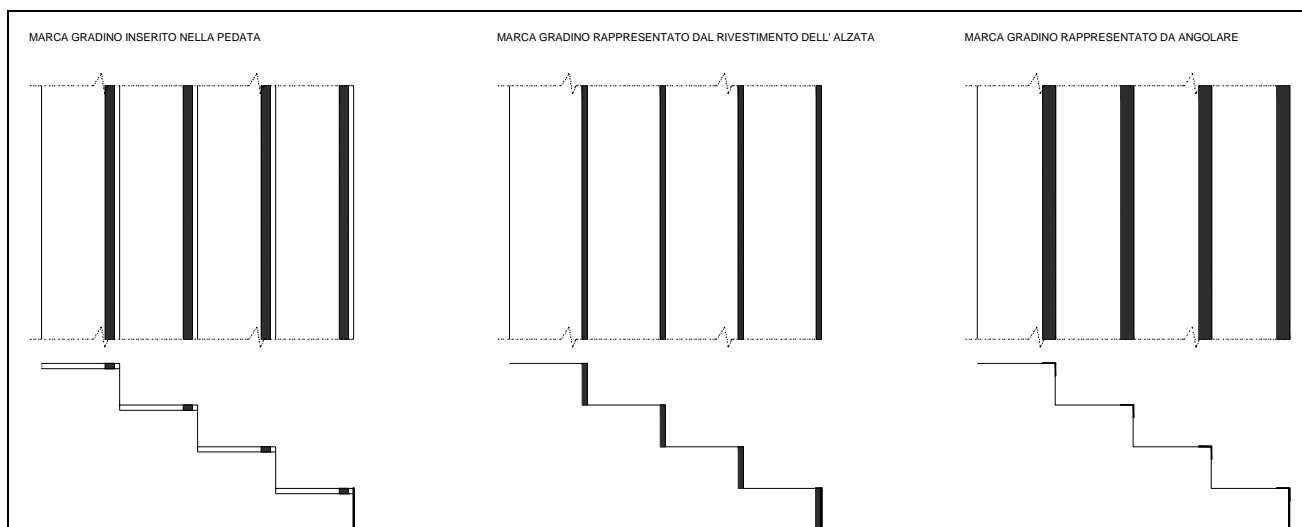 MARCA GRADINO INSERITO NELLA PEDATA
MARCA GRADINO RAPPRESENTATO DAL RIVESTIMENTO DELL' ALZATA
MARCA GRADINO RAPPRESENTATO DA ANGOLARE